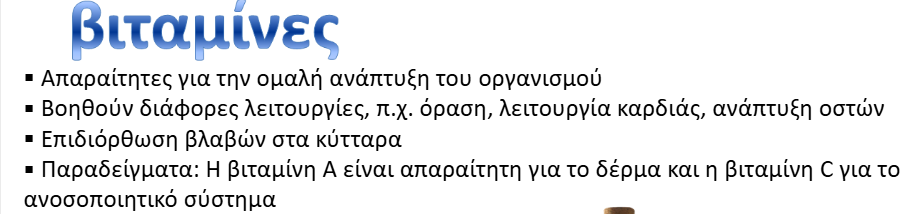 βιταμίνες
▪ Απαραίτητες για την ομαλή ανάπτυξη του οργανισμού
▪ Βοηθούν διάφορες λειτουργίες, π.χ. όραση, λειτουργία καρδιάς, ανάπτυξη οστών
▪ Επιδιόρθωση βλαβών στα κύτταρα
▪ Παραδείγματα: Η βιταμίνη Α είναι απαραίτητη για το δέρμα και η βιταμίνη C για το
ανοσοποιητικό σύστημα